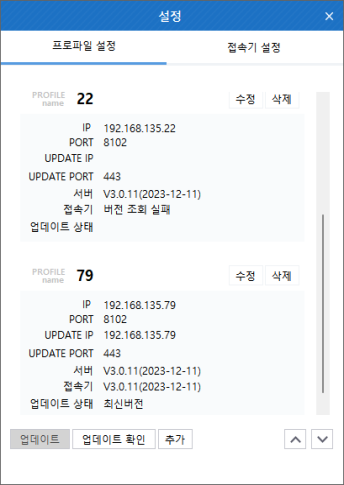 설정
프로파일 설정 접속기 설정
PROFILE name 22 수정 삭제
IP 192.168.135.22
PORT 8102
UPDATE IP
UPDATE PORT 443
서버 V3.0.11(2023-12-11)
접속기 버전 조회 실패
업데이트 상태
PROFILE name 79 수정 삭제
IP 192.168.135.79
PORT 8102
UPDATE IP 192.168.135.79
UPDATE PORT 443
서버 V3.0.11(2023-12-11)
접속기 V3.0.11(2023-12-11)
업데이트 상태 최신버전
업데이트 업데이트 확인 추가